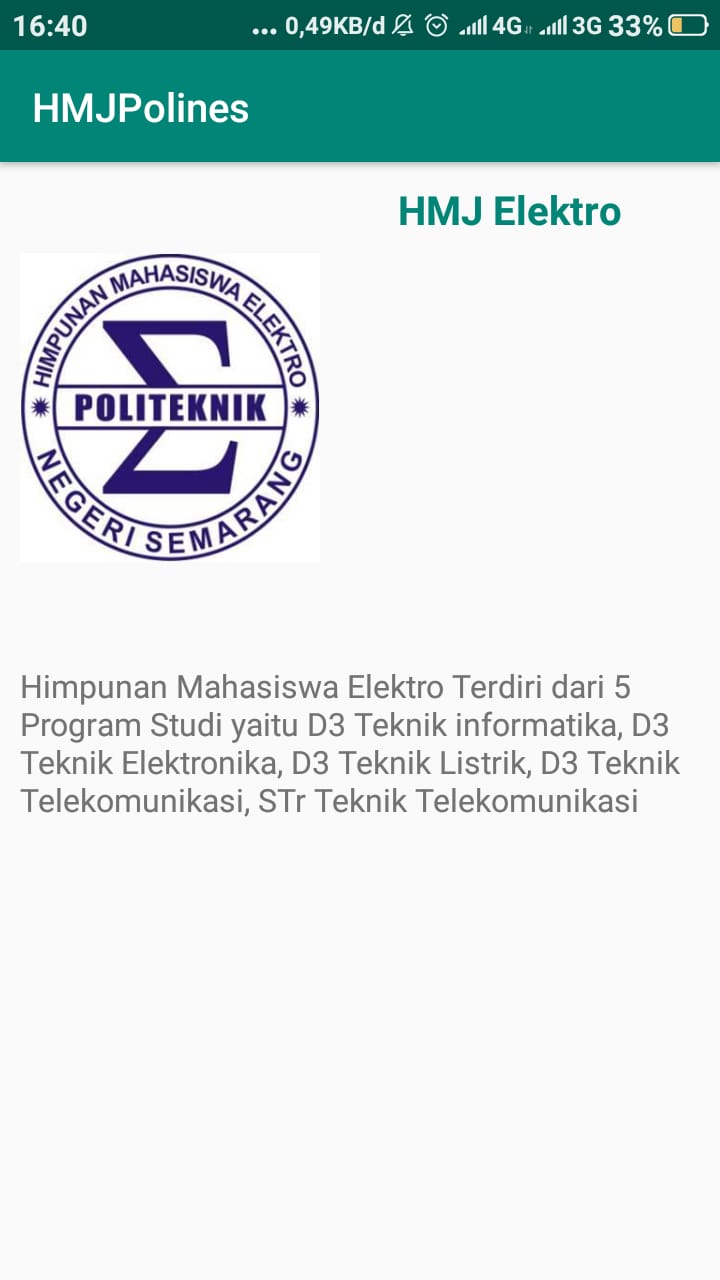 16:40 ... 0,49KB/d 4G 3G 33%
HMJPolines
HMJ Elektro
HIMPUNAN MAHASISWA ELEKTRO
POLITEKNIK
NEGERI SEMARANG
Himpunan Mahasiswa Elektro Terdiri dari 5
Program Studi yaitu D3 Teknik informatika, D3
Teknik Elektronika, D3 Teknik Listrik, D3 Teknik
Telekomunikasi, STr Teknik Telekomunikasi